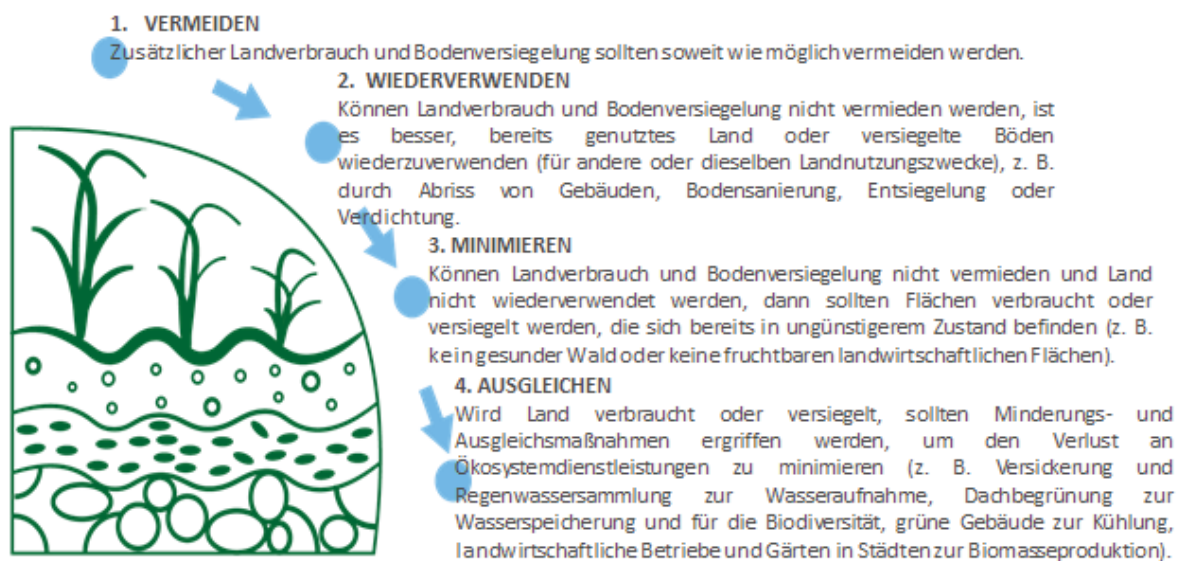 1. VERMEIDEN
Zusätzlicher Landverbrauch und Bodenversiegelung sollten soweit wie möglich vermeiden werden.
2. WIEDERVERWENDEN
Können Landverbrauch und Bodenversiegelung nicht vermieden werden, ist
es besser, bereits genutztes Land oder versiegelte Böden
wiederzuverwenden (für andere oder dieselben Landnutzungszwecke), z. B.
durch Abriss von Gebäuden, Bodensanierung, Entsiegelung oder
Verdichtung.
3. MINIMIEREN
Können Landverbrauch und Bodenversiegelung nicht vermieden und Land
nicht wiederverwendet werden, dann sollten Flächen verbraucht oder
versiegelt werden, die sich bereits in ungünstigerem Zustand befinden (z. B.
kein gesunder Wald oder keine fruchtbaren landwirtschaftlichen Flächen).
4. AUSGLEICHEN
Wird Land verbraucht oder versiegelt, sollten Minderungs- und
Ausgleichsmaßnahmen ergriffen werden, um den Verlust an
Ökosystemdienstleistungen zu minimieren (z. B. Versickerung und
Regenwassersammlung zur Wasseraufnahme, Dachbegrünung zur
Wasserspeicherung und für die Biodiversität, grüne Gebäude zur Kühlung,
landwirtschaftliche Betriebe und Gärten in Städten zur Biomasseproduktion).